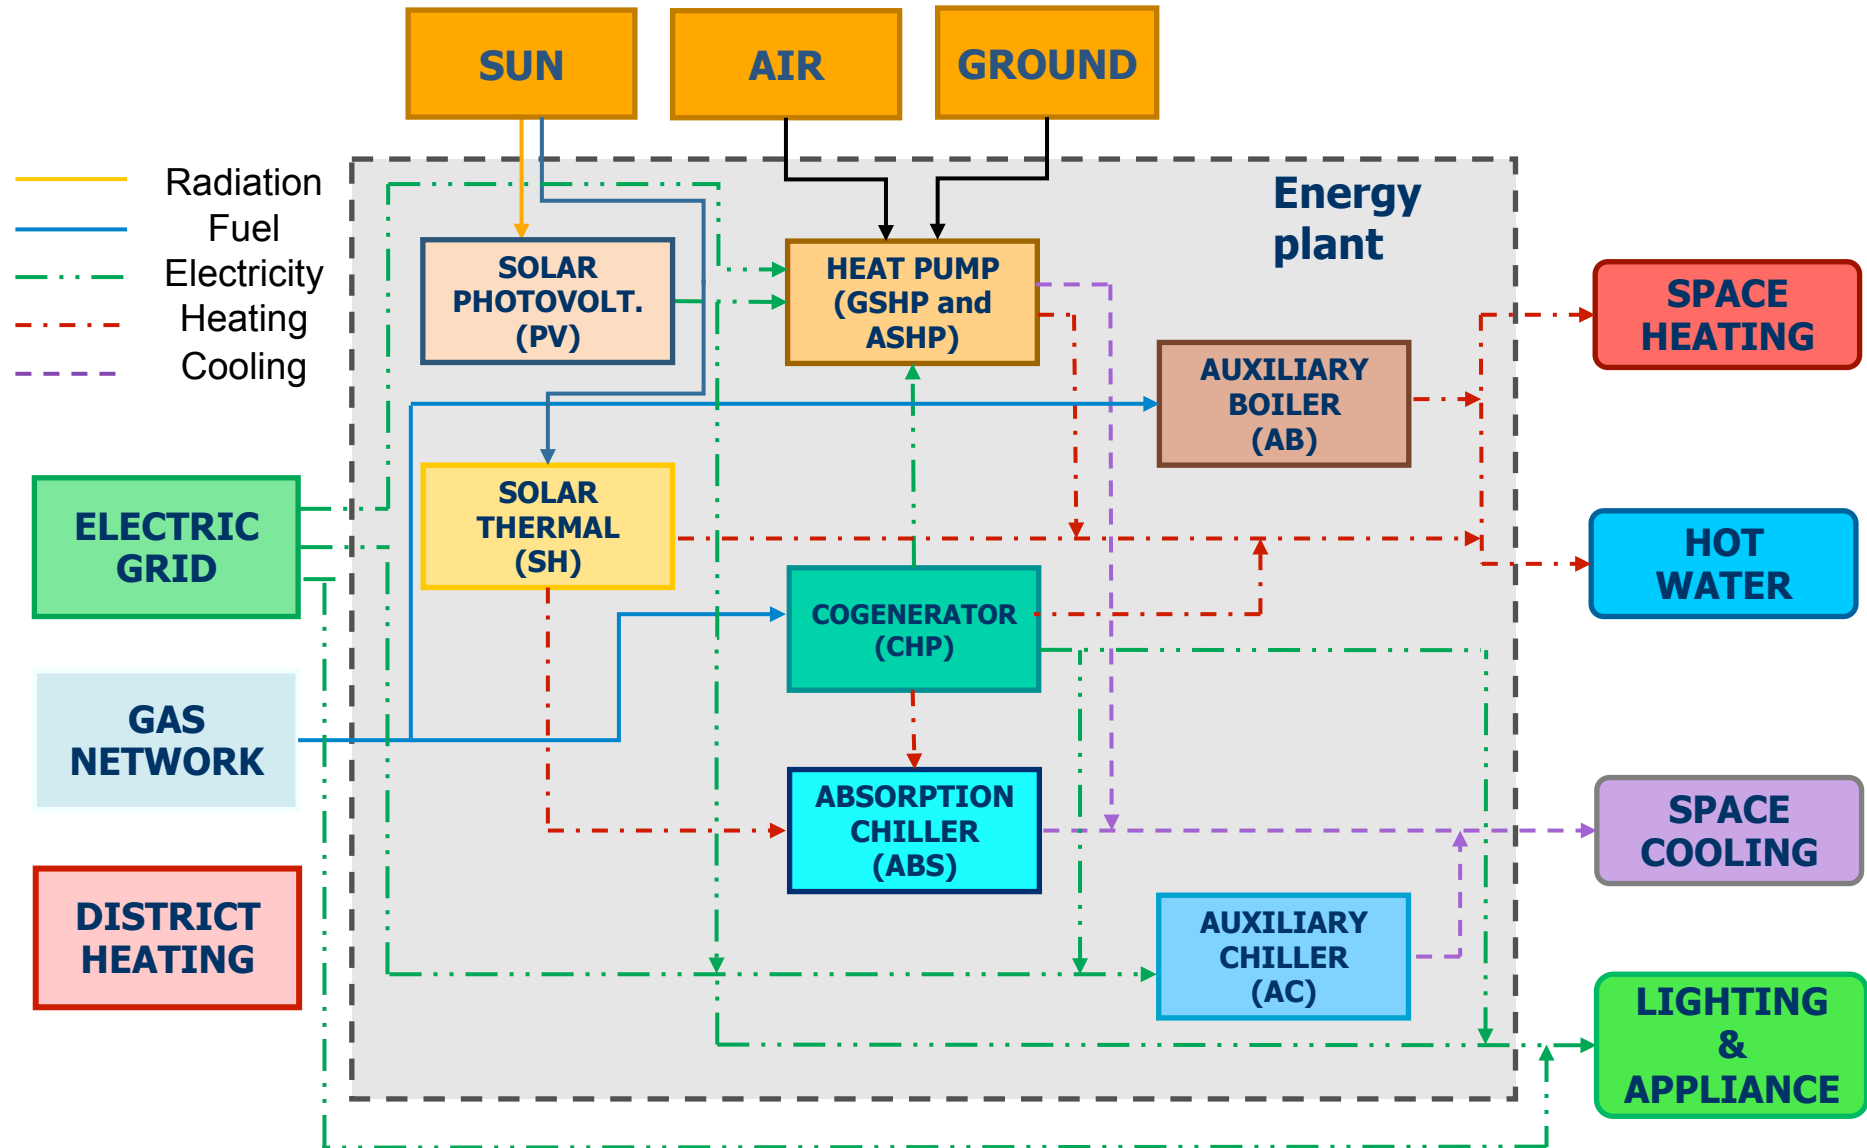 SUN
AIR
GROUND
Radiation
Fuel
Electricity
Heating
Cooling
Energy
plant
SOLAR
PHOTOVOLT.
(PV)
HEAT PUMP
(GSHP and
ASHP)
AUXILIARY
BOILER
(AB)
SPACE
HEATING
ELECTRIC
GRID
SOLAR
THERMAL
(SH)
HOT
WATER
COGENERATOR
(CHP)
GAS
NETWORK
ABSORPTION
CHILLER
(ABS)
SPACE
COOLING
DISTRICT
HEATING
AUXILIARY
CHILLER
(AC)
LIGHTING
&
APPLIANCE